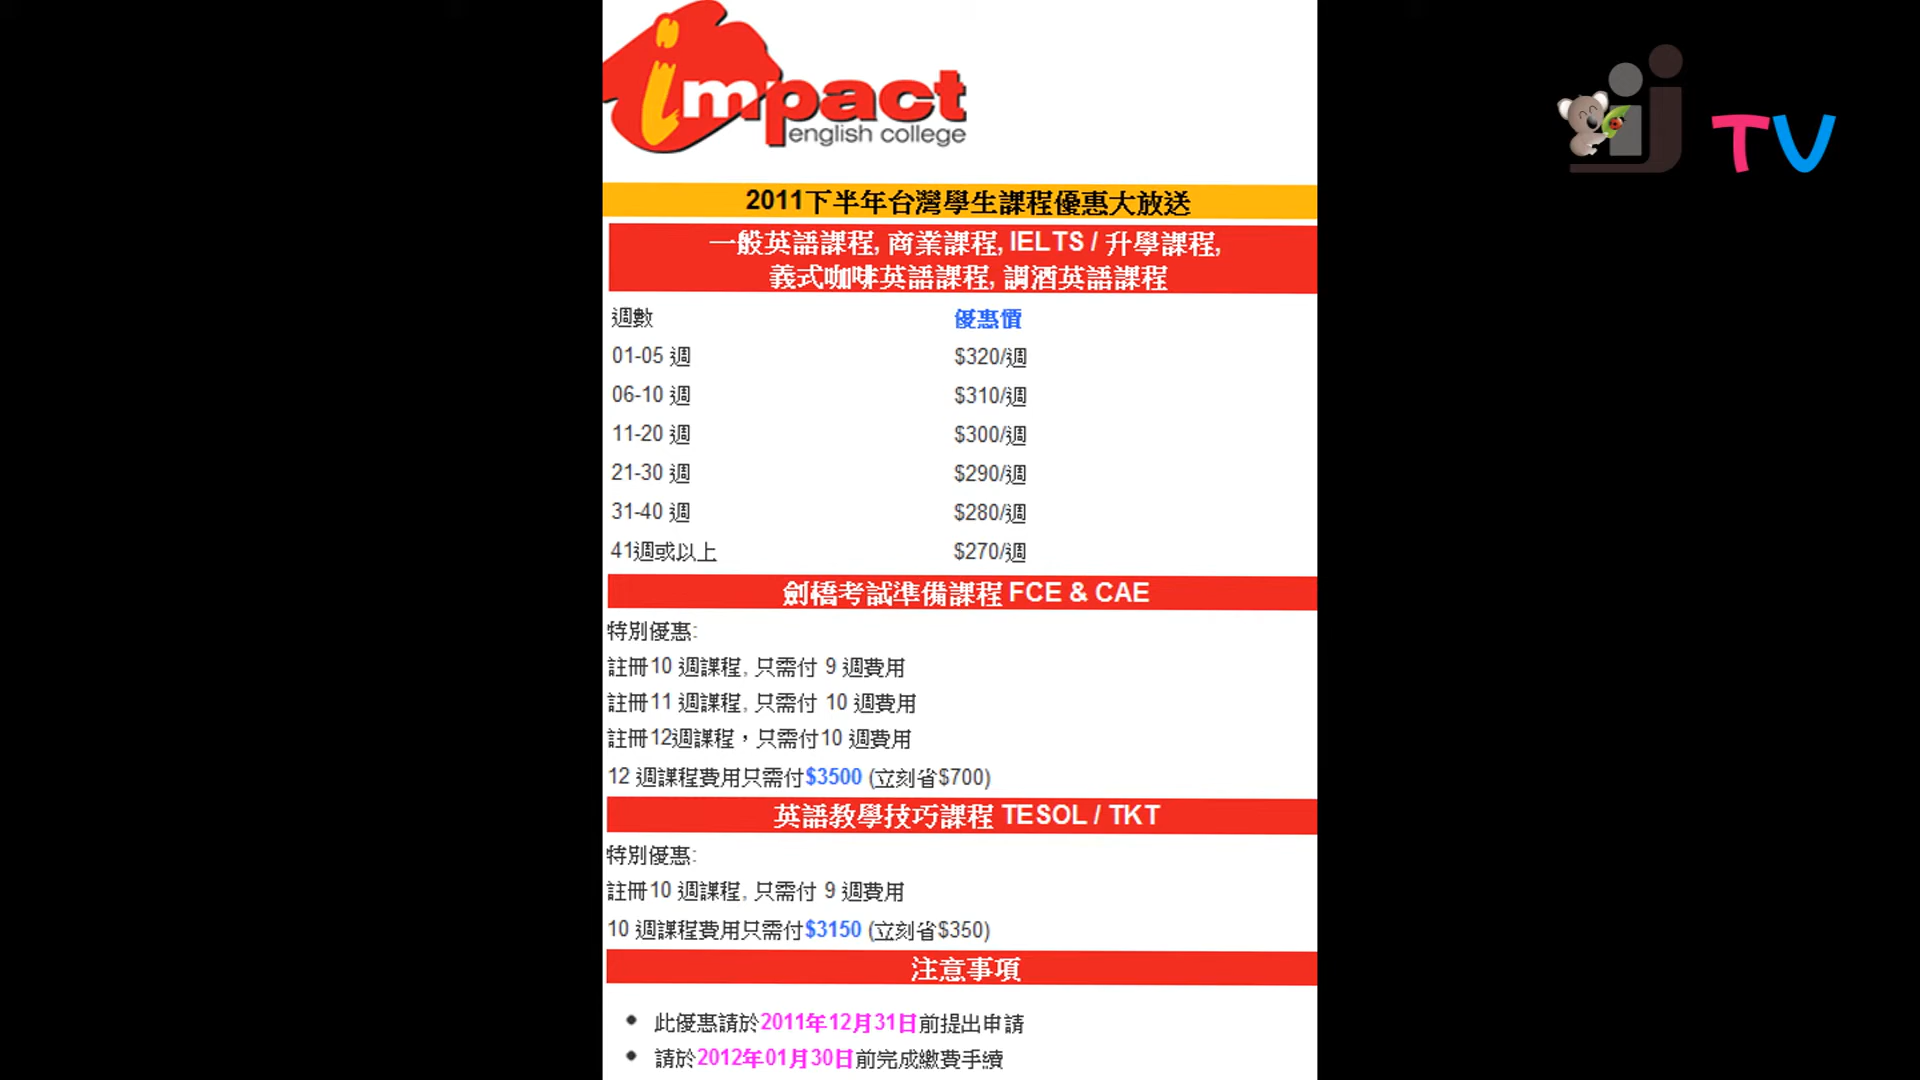 impact
english college
TV
2011下半年台灣學生課程優惠大放送
一般英語課程, 商業課程, IELTS / 升學課程,
義式咖啡英語課程, 調酒英語課程
週數 優惠價
01-05 週 $320/週
06-10 週 $310/週
11-20 週 $300/週
21-30 週 $290/週
31-40 週 $280/週
41週或以上 $270/週
劍橋考試準備課程 FCE & CAE
特別優惠:
註冊10 週課程, 只需付 9 週費用
註冊11 週課程, 只需付 10 週費用
註冊12週課程，只需付10 週費用
12 週課程費用只需付$3500 (立刻省$700)
英語教學技巧課程 TESOL / TKT
特別優惠:
註冊10 週課程, 只需付 9 週費用
10 週課程費用只需付$3150 (立刻省$350)
注意事項
• 此優惠請於2011年12月31日前提出申請
• 請於2012年01月30日前完成繳費手續